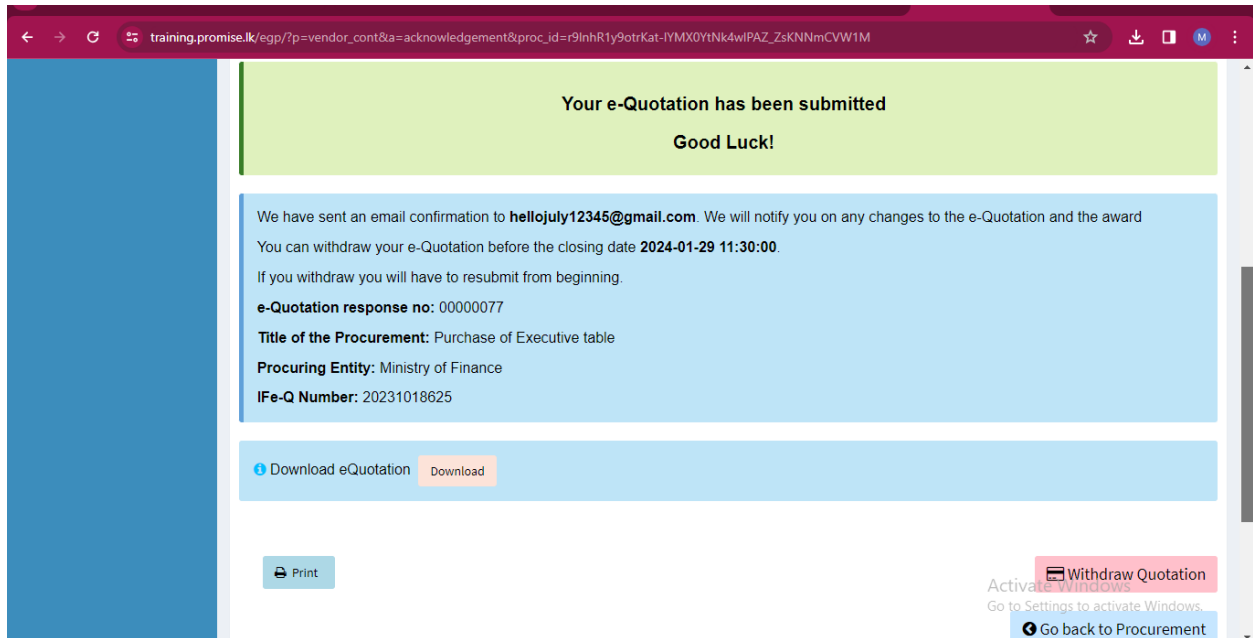 training.promise.lk/egp/?p=vendor_cont&a=acknowledgement&proc_id=r9InhR1y9otrKat-IYMX0YtNk4wIPAZ_ZsKNNmCVW1M
M
Your e-Quotation has been submitted
Good Luck!
We have sent an email confirmation to hellojuly12345@gmail.com. We will notify you on any changes to the e-Quotation and the award
You can withdraw your e-Quotation before the closing date 2024-01-29 11:30:00.
If you withdraw you will have to resubmit from beginning.
e-Quotation response no: 00000077
Title of the Procurement: Purchase of Executive table
Procuring Entity: Ministry of Finance
IFe-Q Number: 20231018625
Download eQuotation Download
Print
Withdraw Quotation
Activate Windows
Go to Settings to activate Windows.
Go back to Procurement